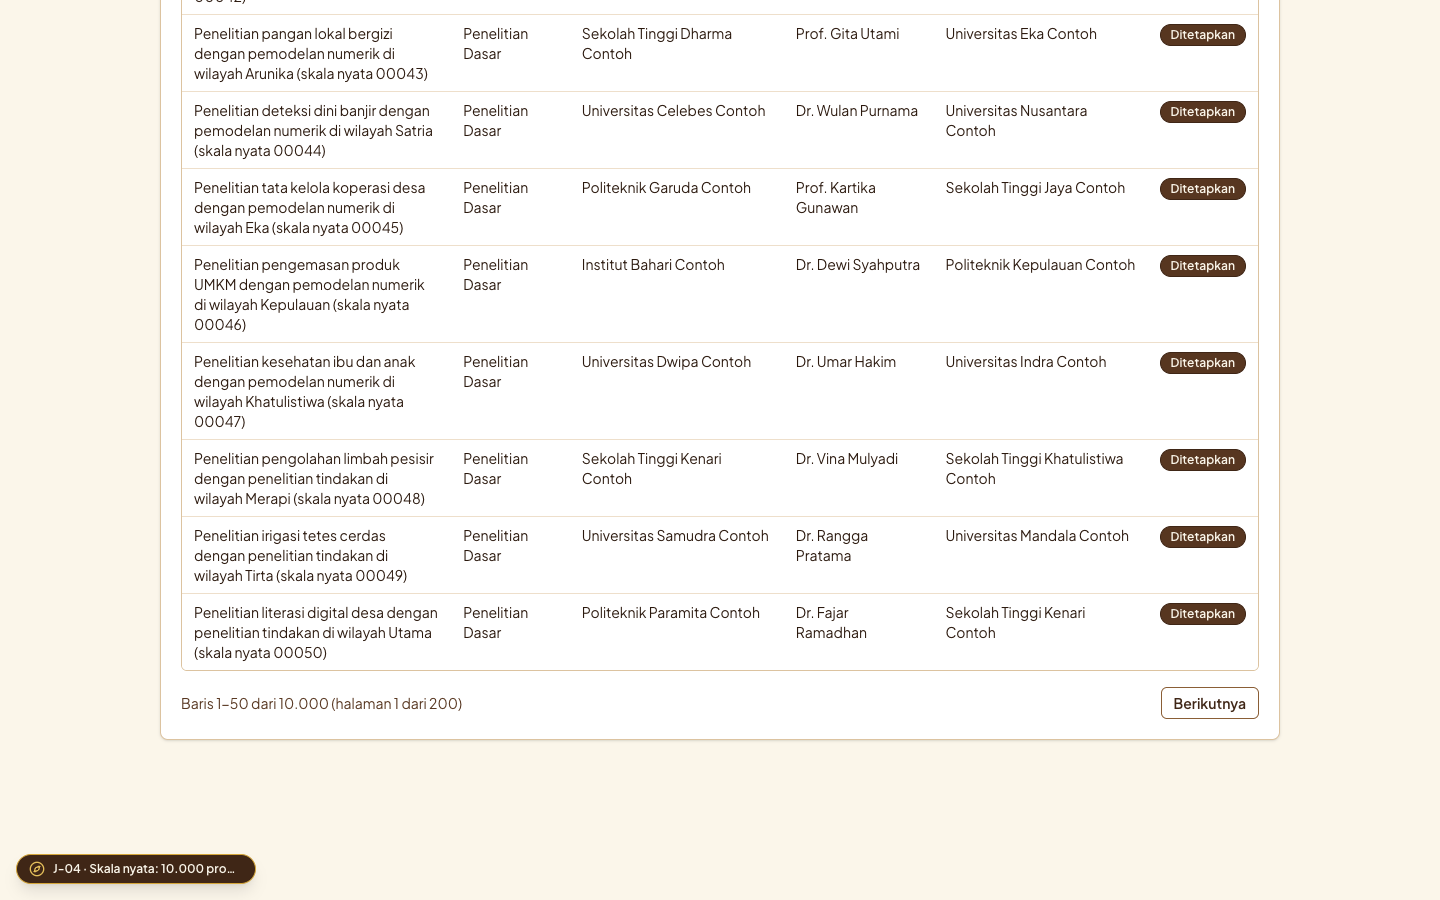 Penelitian pangan lokal bergizi
dengan pemodelan numerik di
wilayah Arunika (skala nyata 00043)
Penelitian
Dasar
Sekolah Tinggi Dharma
Contoh
Prof. Gita Utami
Universitas Eka Contoh
Ditetapkan
Penelitian deteksi dini banjir dengan
pemodelan numerik di wilayah Satria
(skala nyata 00044)
Penelitian
Dasar
Universitas Celebes Contoh
Dr. Wulan Purnama
Universitas Nusantara
Contoh
Ditetapkan
Penelitian tata kelola koperasi desa
dengan pemodelan numerik di
wilayah Eka (skala nyata 00045)
Penelitian
Dasar
Politeknik Garuda Contoh
Prof. Kartika
Gunawan
Sekolah Tinggi Jaya Contoh
Ditetapkan
Penelitian pengemasan produk
UMKM dengan pemodelan numerik
di wilayah Kepulauan (skala nyata
00046)
Penelitian
Dasar
Institut Bahari Contoh
Dr. Dewi Syahputra
Politeknik Kepulauan Contoh
Ditetapkan
Penelitian kesehatan ibu dan anak
dengan pemodelan numerik di
wilayah Khatulistiwa (skala nyata
00047)
Penelitian
Dasar
Universitas Dwipa Contoh
Dr. Umar Hakim
Universitas Indra Contoh
Ditetapkan
Penelitian pengolahan limbah pesisir
dengan penelitian tindakan di
wilayah Merapi (skala nyata 00048)
Penelitian
Dasar
Sekolah Tinggi Kenari
Contoh
Dr. Vina Mulyadi
Sekolah Tinggi Khatulistiwa
Contoh
Ditetapkan
Penelitian irigasi tetes cerdas
dengan penelitian tindakan di
wilayah Tirta (skala nyata 00049)
Penelitian
Dasar
Universitas Samudra Contoh
Dr. Rangga
Pratama
Universitas Mandala Contoh
Ditetapkan
Penelitian literasi digital desa dengan
penelitian tindakan di wilayah Utama
(skala nyata 00050)
Penelitian
Dasar
Politeknik Paramita Contoh
Dr. Fajar
Ramadhan
Sekolah Tinggi Kenari
Contoh
Ditetapkan
Baris 1–50 dari 10.000 (halaman 1 dari 200)
Berikutnya
J-04 · Skala nyata: 10.000 pro…